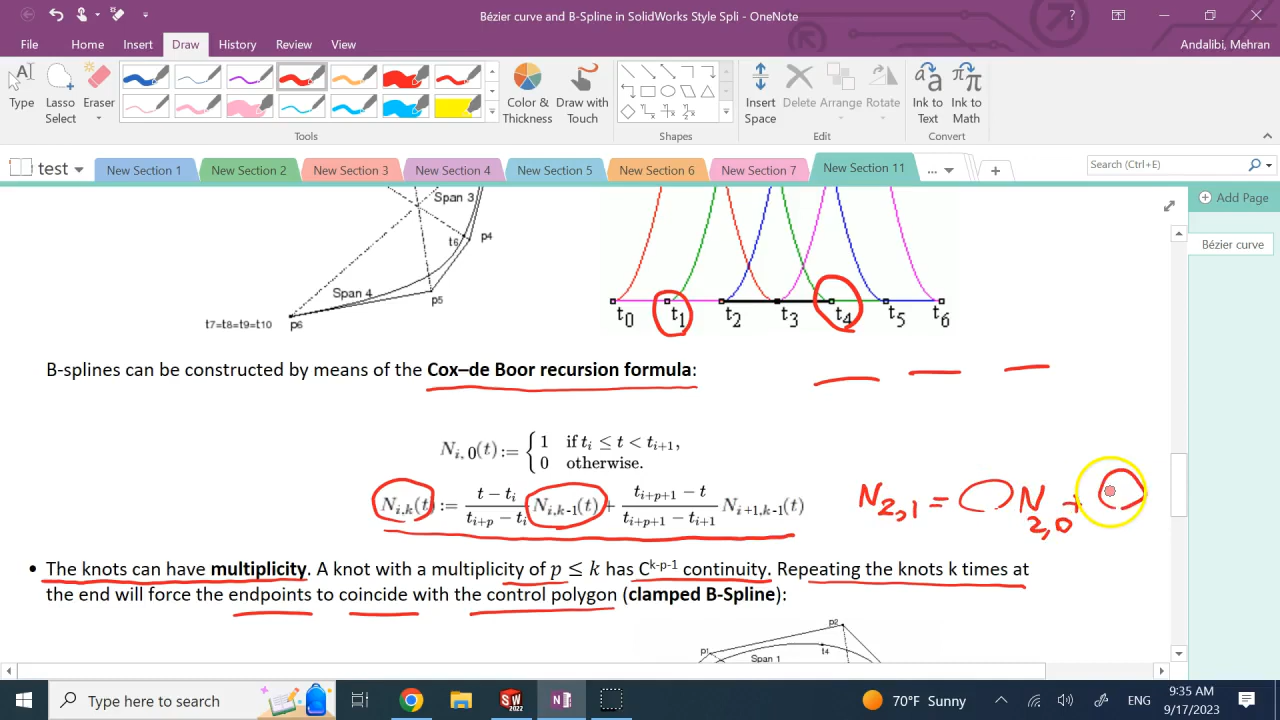 Bézier curve and B-Spline in SolidWorks Style Spli - OneNote
File Home Insert Draw History Review View
Andalibi, Mehran
Type Lasso Select Eraser Color & Thickness Draw with Touch Insert Space Delete Arrange Rotate Ink to Text Ink to Math
Tools Shapes Edit Convert
test New Section 1 New Section 2 New Section 3 New Section 4 New Section 5 New Section 6 New Section 7 New Section 11 ... Search (Ctrl+E)
Add Page
Bézier curve
Span 3
t6 p4
Span 4
p5
t7=t8=t9=t10 p6
t0 t1 t2 t3 t4 t5 t6
B-splines can be constructed by means of the Cox–de Boor recursion formula:
N_{i,0}(t) := { 1 if t_i ≤ t < t_{i+1},
0 otherwise.
N_{i,k}(t) := \frac{t − t_i}{t_{i+p} − t_i} N_{i,k-1}(t) + \frac{t_{i+p+1} − t}{t_{i+p+1} − t_{i+1}} N_{i+1,k-1}(t)
N_{2,1} = N_{2,0} +
• The knots can have multiplicity. A knot with a multiplicity of p ≤ k has C^{k-p-1} continuity. Repeating the knots k times at
the end will force the endpoints to coincide with the control polygon (clamped B-Spline):
p2
p1
Span 1 t4
Type here to search
70°F Sunny ENG 9:35 AM
9/17/2023